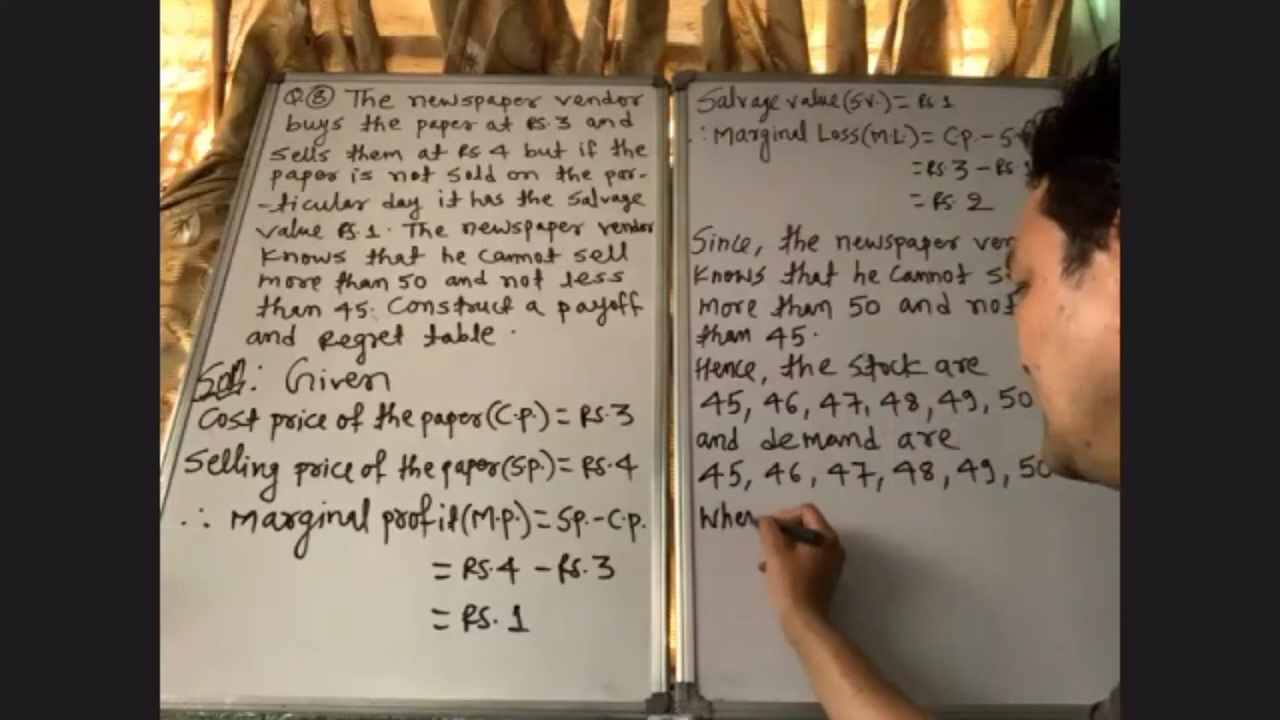 Q.⑧ The newspaper vendor
buys the paper at Rs.3 and
sells them at Rs 4 but if the
paper is not sold on the par-
-ticular day it has the salvage
value Rs.1. The newspaper vendor
knows that he cannot sell
more than 50 and not less
than 45. Construct a payoff
and Regret table.
Sol: Given
Cost price of the paper (C.p.) = Rs.3
Selling price of the paper (Sp.) = Rs.4
∴ Marginal profit (M.p.) = Sp. - C.p.
= Rs.4 - Rs.3
= Rs. 1
Salvage value (Sv.) = Rs 1
∴ Marginal Loss (M.L) = Cp. - S
= Rs. 3 - Rs.
= Rs. 2
Since, the newspaper ven
knows that he cannot s
more than 50 and not
than 45.
Hence, the stock are
45, 46, 47, 48, 49, 50
and demand are
45, 46, 47, 48, 49, 50
When